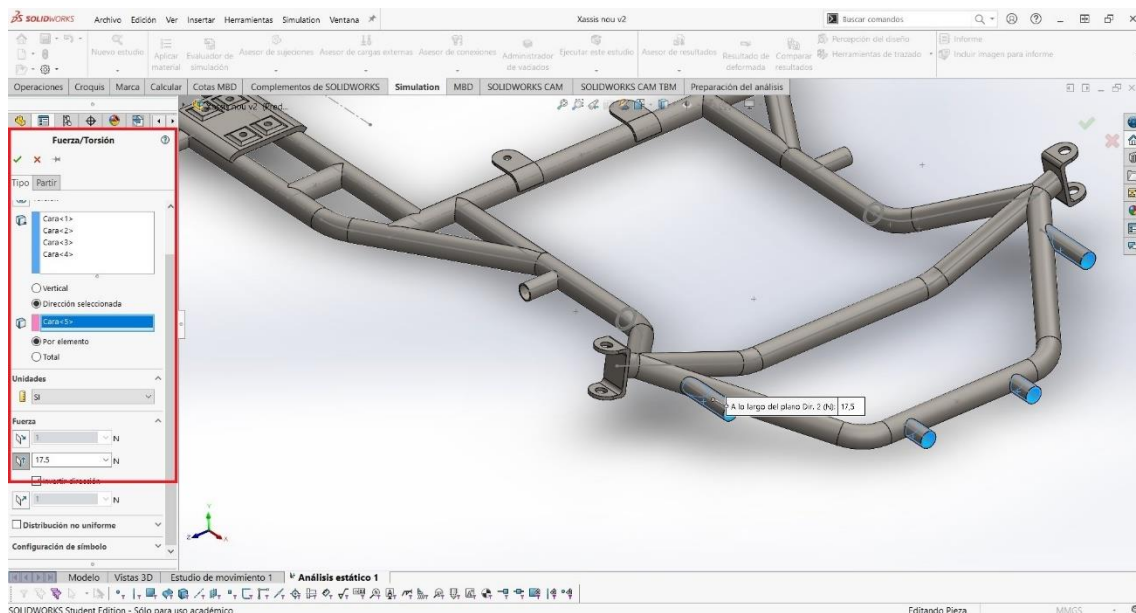 SOLIDWORKS Archivo Edición Ver Insertar Herramientas Simulation Ventana Xassis nou v2 Buscar comandos
Nuevo estudio Aplicar material Evaluador de simulación Asesor de sujeciones Asesor de cargas externas Asesor de conexiones Administrador de vaciados Ejecutar este estudio Asesor de resultados Resultado de deformada Comparar resultados Percepción del diseño Herramientas de trazado Informe Incluir imagen para informe
Operaciones Croquis Marca Calcular Cotas MBD Complementos de SOLIDWORKS Simulation MBD SOLIDWORKS CAM SOLIDWORKS CAM TBM Preparación del análisis
nou v2 (Pred...
Fuerza/Torsión
Tipo Partir
Cara<1>
Cara<2>
Cara<3>
Cara<4>
Vertical
Dirección seleccionada
Cara<5>
Por elemento
Total
Unidades
SI
Fuerza
1 N
17.5 N
Invertir dirección
1 N
Distribución no uniforme
Configuración de símbolo
A lo largo del plano Dir. 2 (N): 17,5
Y
Z X
Modelo Vistas 3D Estudio de movimiento 1 Análisis estático 1
SOLIDWORKS Student Edition - Sólo para uso académico Editando Pieza MMGS